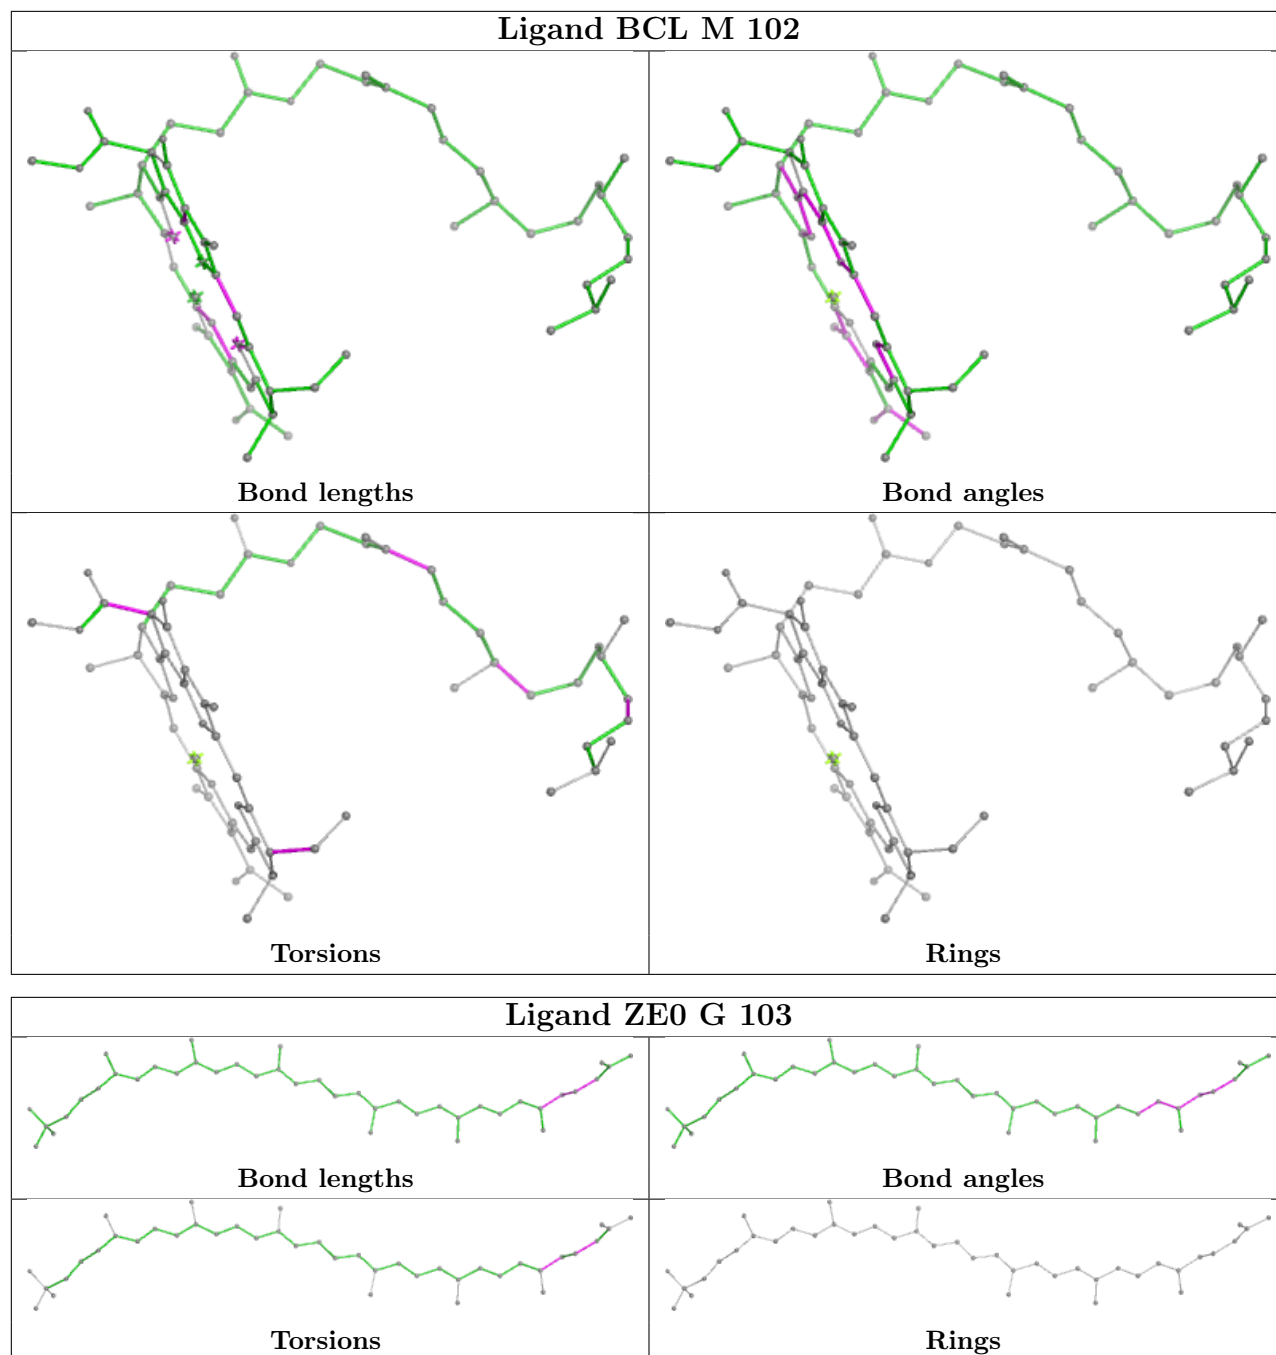 Ligand BCL M 102
Bond lengths
Bond angles
Torsions
Rings
Ligand ZE0 G 103
Bond lengths
Bond angles
Torsions
Rings